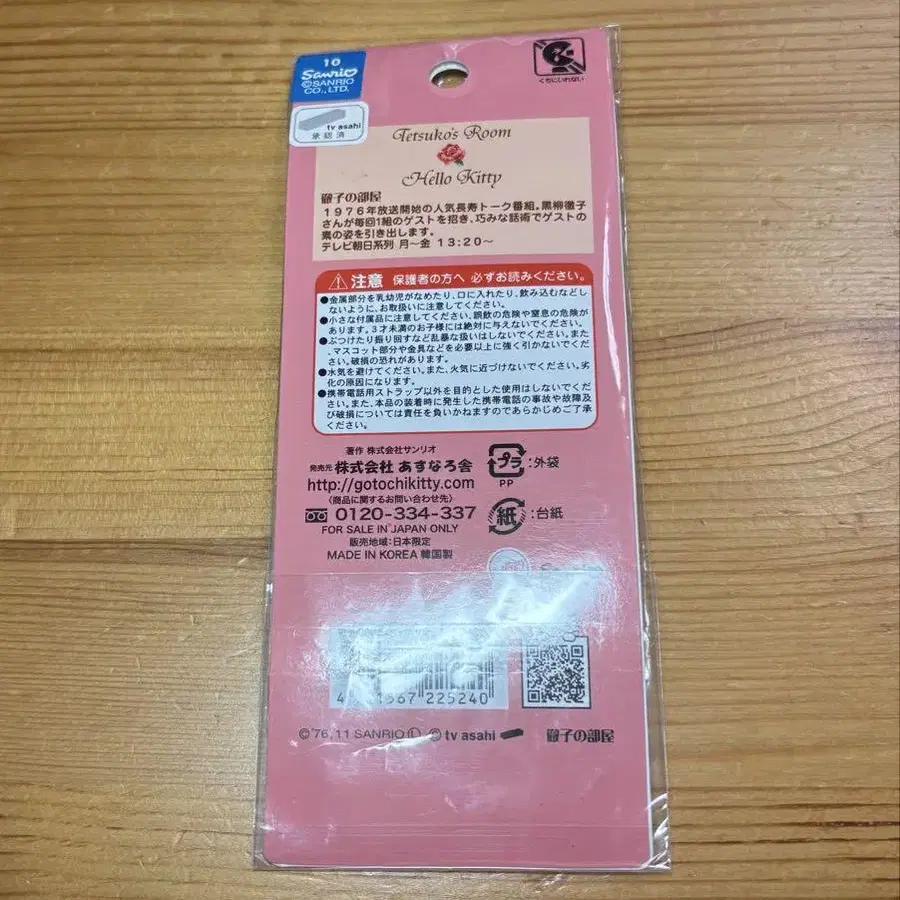 10
Sanrio
©SANRIO
CO., LTD.
tv asahi
承認済
くちにいれない
Tetsuko's Room
Hello Kitty
徹子の部屋
1976年放送開始の人気長寿トーク番組。黒柳徹子
さんが毎回1組のゲストを招き、巧みな話術でゲストの
素の姿を引き出します。
テレビ朝日系列 月〜金 13:20〜
注意 保護者の方へ 必ずお読みください。
●金属部分を乳幼児がなめたり、口に入れたり、飲み込むなどし
ないように、お取扱いに注意してください。
●小さな付属品に注意してください。誤飲の危険や窒息の危険が
あります。3才未満のお子様には絶対に与えないでください。
●ぶつけたり振り回すなど乱暴な扱いはしないでください。また
、マスコット部分や金具などを必要以上に強く引かないでくだ
さい。破損の恐れがあります。
●水気を避けてください。また、火気に近づけないでください。劣
化の原因になります。
●携帯電話用ストラップ以外を目的とした使用はしないでくだ
さい。また、本品の装着時に発生した携帯電話の事故や故障及
び破損については責任を負いかねますのであらかじめご了承
ください。
著作 株式会社サンリオ
発売元 株式会社 あすなろ舎
http://gotochikitty.com
〈商品に関するお問い合わせ先〉
0120-334-337
FOR SALE IN JAPAN ONLY
販売地域:日本限定
MADE IN KOREA 韓国製
プラ :外袋
PP
紙 :台紙
225240
©'76,11 SANRIO Ⓛ ©tv asahi 徹子の部屋